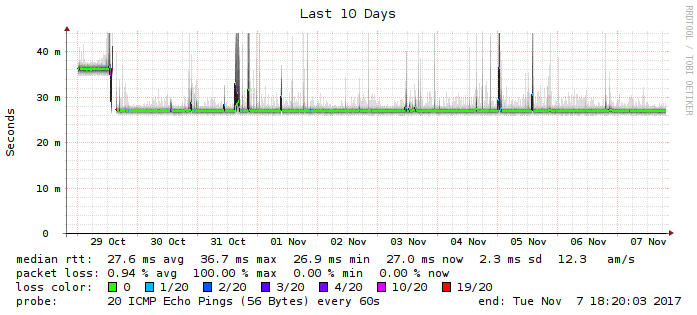 Last 10 Days
RRDTOOL / TOBI OETIKER
Seconds
40 m
30 m
20 m
10 m
0
29 Oct 30 Oct 31 Oct 01 Nov 02 Nov 03 Nov 04 Nov 05 Nov 06 Nov 07 Nov
median rtt: 27.6 ms avg 36.7 ms max 26.9 ms min 27.0 ms now 2.3 ms sd 12.3 am/s
packet loss: 0.94 % avg 100.00 % max 0.00 % min 0.00 % now
loss color: 0 1/20 2/20 3/20 4/20 10/20 19/20
probe: 20 ICMP Echo Pings (56 Bytes) every 60s end: Tue Nov 7 18:20:03 2017